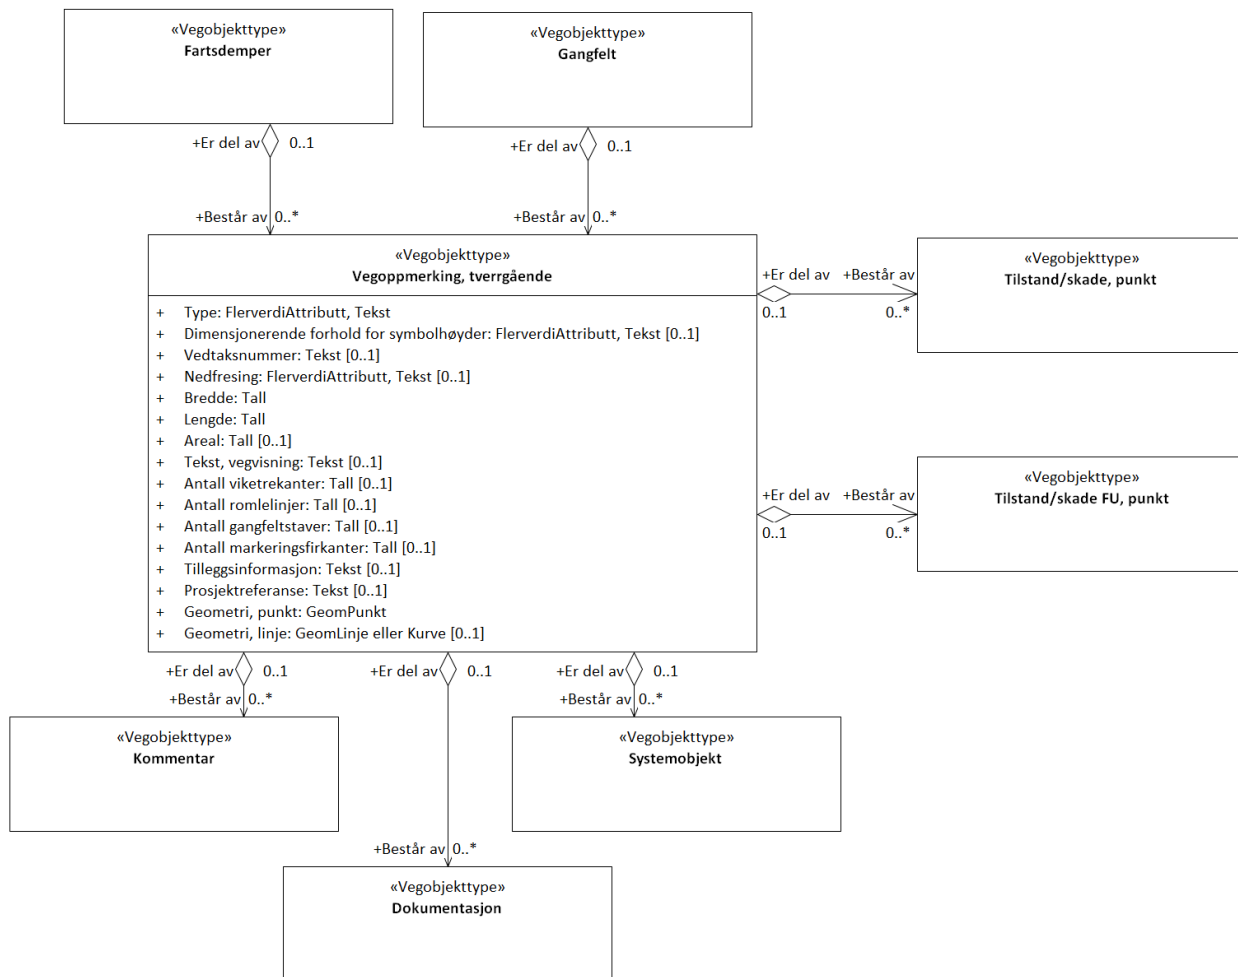 «Vegobjekttype»
Fartsdemper
«Vegobjekttype»
Gangfelt
+Er del av 0..1
+Er del av 0..1
+Består av 0..*
+Består av 0..*
«Vegobjekttype»
Vegoppmerking, tverrgående
+ Type: FlerverdiAttributt, Tekst
+ Dimensjonerende forhold for symbolhøyder: FlerverdiAttributt, Tekst [0..1]
+ Vedtaksnummer: Tekst [0..1]
+ Nedfresing: FlerverdiAttributt, Tekst [0..1]
+ Bredde: Tall
+ Lengde: Tall
+ Areal: Tall [0..1]
+ Tekst, vegvisning: Tekst [0..1]
+ Antall viketrekanter: Tall [0..1]
+ Antall romlelinjer: Tall [0..1]
+ Antall gangfeltstaver: Tall [0..1]
+ Antall markeringsfirkanter: Tall [0..1]
+ Tilleggsinformasjon: Tekst [0..1]
+ Prosjektreferanse: Tekst [0..1]
+ Geometri, punkt: GeomPunkt
+ Geometri, linje: GeomLinje eller Kurve [0..1]
+Er del av +Består av
0..1 0..*
«Vegobjekttype»
Tilstand/skade, punkt
+Er del av +Består av
0..1 0..*
«Vegobjekttype»
Tilstand/skade FU, punkt
+Er del av 0..1
+Er del av 0..1
+Er del av 0..1
+Består av 0..*
+Består av 0..*
«Vegobjekttype»
Kommentar
«Vegobjekttype»
Systemobjekt
+Består av 0..*
«Vegobjekttype»
Dokumentasjon